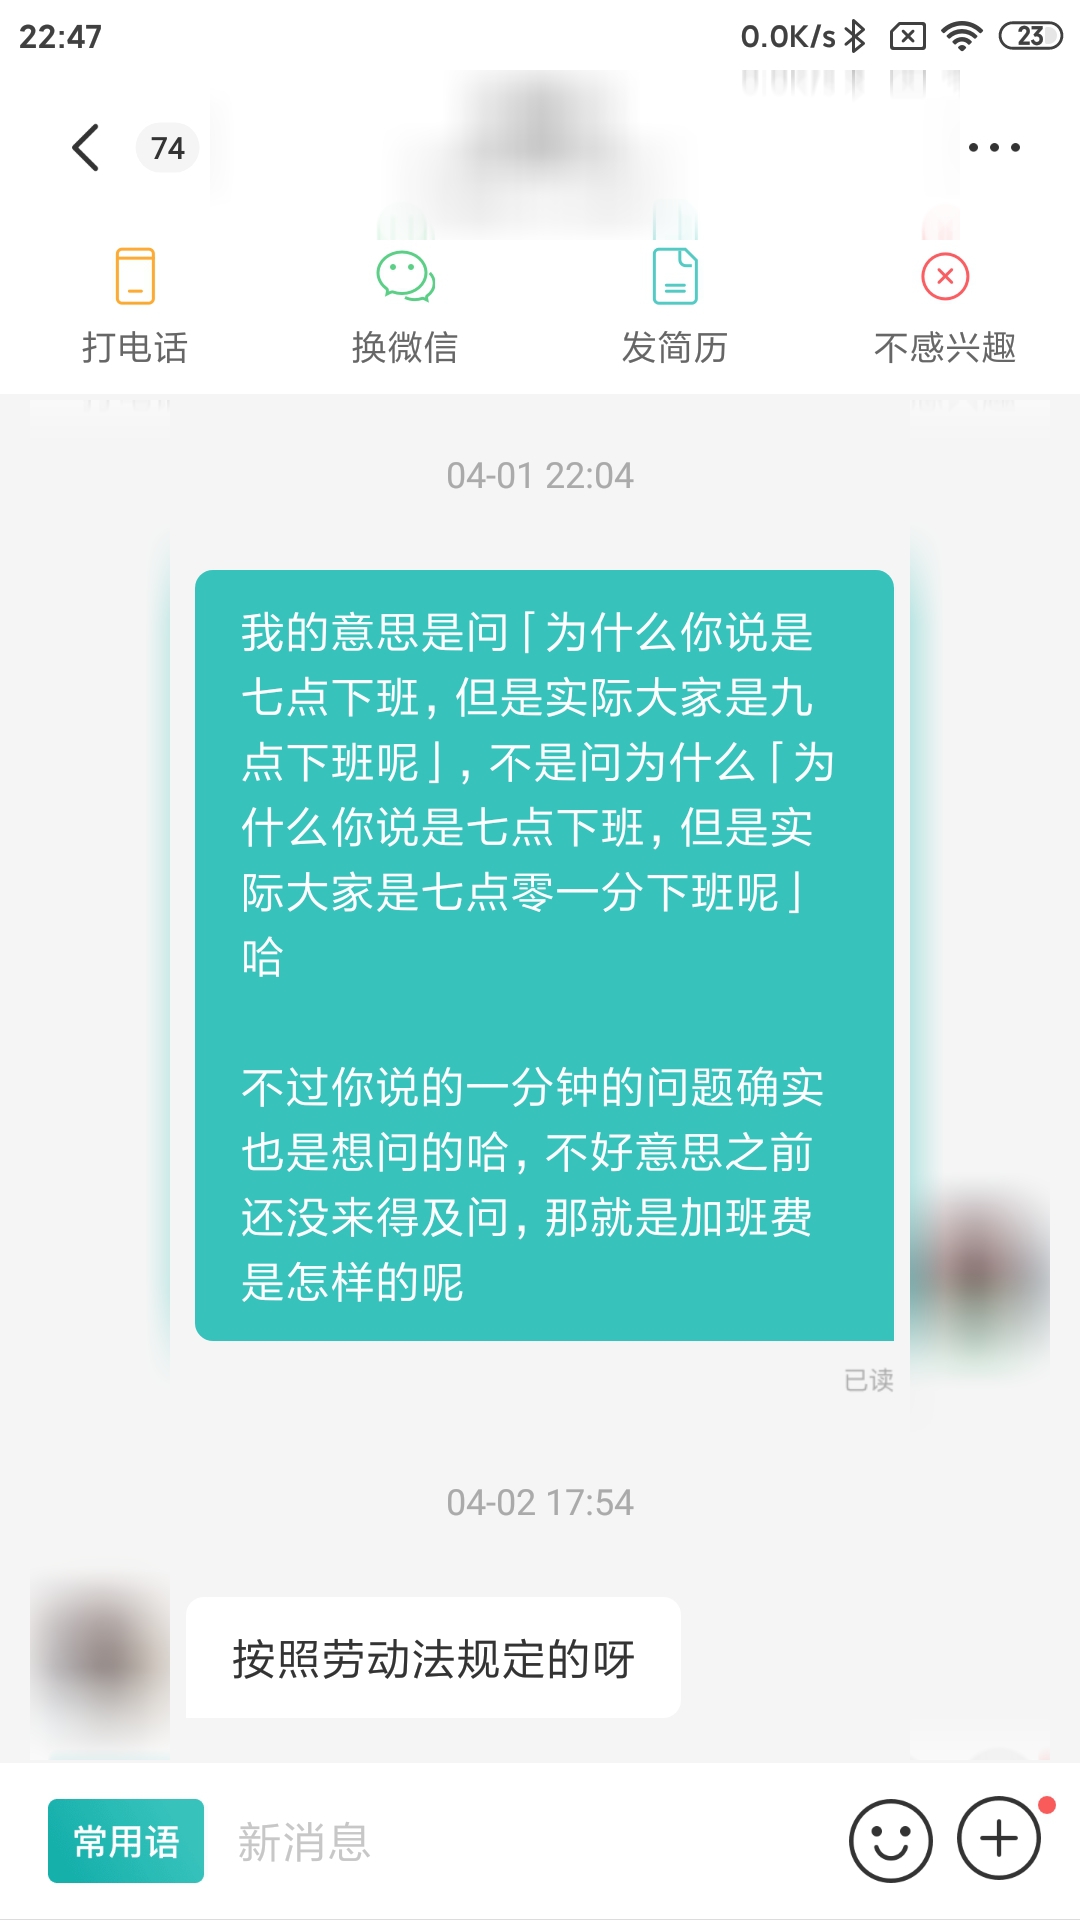 22:47 0.0K/s 23
74
打电话 换微信 发简历 不感兴趣
04-01 22:04
我的意思是问「为什么你说是
七点下班，但是实际大家是九
点下班呢」，不是问为什么「为
什么你说是七点下班，但是实
际大家是七点零一分下班呢」
哈
不过你说的一分钟的问题确实
也是想问的哈，不好意思之前
还没来得及问，那就是加班费
是怎样的呢
已读
04-02 17:54
按照劳动法规定的呀
常用语 新消息